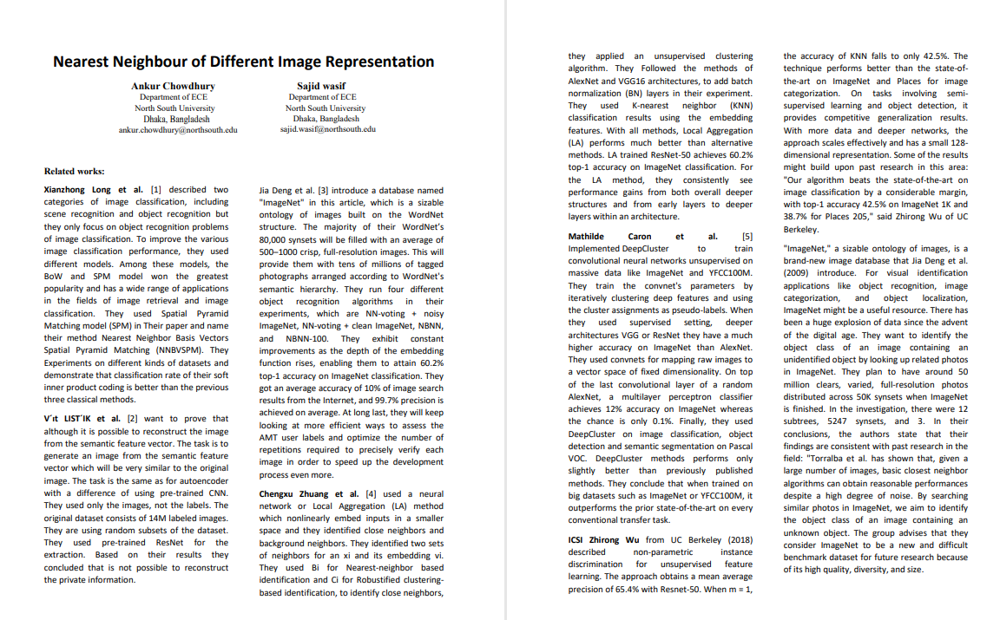 Nearest Neighbour of Different Image Representation
Ankur Chowdhury
Department of ECE
North South University
Dhaka, Bangladesh
ankur.chowdhury@northsouth.edu
Sajid wasif
Department of ECE
North South University
Dhaka, Bangladesh
sajid.wasif@northsouth.edu
Related works:
Xianzhong Long et al. [1] described two
categories of image classification, including
scene recognition and object recognition but
they only focus on object recognition problems
of image classification. To improve the various
image classification performance, they used
different models. Among these models, the
BoW and SPM model won the greatest
popularity and has a wide range of applications
in the fields of image retrieval and image
classification. They used Spatial Pyramid
Matching model (SPM) in Their paper and name
their method Nearest Neighbor Basis Vectors
Spatial Pyramid Matching (NNBVSPM). They
Experiments on different kinds of datasets and
demonstrate that classification rate of their soft
inner product coding is better than the previous
three classical methods.
V´ıt LIST´IK et al. [2] want to prove that
although it is possible to reconstruct the image
from the semantic feature vector. The task is to
generate an image from the semantic feature
vector which will be very similar to the original
image. The task is the same as for autoencoder
with a difference of using pre-trained CNN.
They used only the images, not the labels. The
original dataset consists of 14M labeled images.
They are using random subsets of the dataset.
They used pre-trained ResNet for the
extraction. Based on their results they
concluded that is not possible to reconstruct
the private information.
Jia Deng et al. [3] introduce a database named
"ImageNet" in this article, which is a sizable
ontology of images built on the WordNet
structure. The majority of their WordNet's
80,000 synsets will be filled with an average of
500–1000 crisp, full-resolution images. This will
provide them with tens of millions of tagged
photographs arranged according to WordNet's
semantic hierarchy. They run four different
object recognition algorithms in their
experiments, which are NN-voting + noisy
ImageNet, NN-voting + clean ImageNet, NBNN,
and NBNN-100. They exhibit constant
improvements as the depth of the embedding
function rises, enabling them to attain 60.2%
top-1 accuracy on ImageNet classification. They
got an average accuracy of 10% of image search
results from the Internet, and 99.7% precision is
achieved on average. At long last, they will keep
looking at more efficient ways to assess the
AMT user labels and optimize the number of
repetitions required to precisely verify each
image in order to speed up the development
process even more.
Chengxu Zhuang et al. [4] used a neural
network or Local Aggregation (LA) method
which nonlinearly embed inputs in a smaller
space and they identified close neighbors and
background neighbors. They identified two sets
of neighbors for an xi and its embedding vi.
They used Bi for Nearest-neighbor based
identification and Ci for Robustified clustering-
based identification, to identify close neighbors,
they applied an unsupervised clustering
algorithm. They Followed the methods of
AlexNet and VGG16 architectures, to add batch
normalization (BN) layers in their experiment.
They used K-nearest neighbor (KNN)
classification results using the embedding
features. With all methods, Local Aggregation
(LA) performs much better than alternative
methods. LA trained ResNet-50 achieves 60.2%
top-1 accuracy on ImageNet classification. For
the LA method, they consistently see
performance gains from both overall deeper
structures and from early layers to deeper
layers within an architecture.
Mathilde Caron et al. [5]
Implemented DeepCluster to train
convolutional neural networks unsupervised on
massive data like ImageNet and YFCC100M.
They train the convnet's parameters by
iteratively clustering deep features and using
the cluster assignments as pseudo-labels. When
they used supervised setting, deeper
architectures VGG or ResNet they have a much
higher accuracy on ImageNet than AlexNet.
They used convnets for mapping raw images to
a vector space of fixed dimensionality. On top
of the last convolutional layer of a random
AlexNet, a multilayer perceptron classifier
achieves 12% accuracy on ImageNet whereas
the chance is only 0.1%. Finally, they used
DeepCluster on image classification, object
detection and semantic segmentation on Pascal
VOC. DeepCluster methods performs only
slightly better than previously published
methods. They conclude that when trained on
big datasets such as ImageNet or YFCC100M, it
outperforms the prior state-of-the-art on every
conventional transfer task.
ICSI Zhirong Wu from UC Berkeley (2018)
described non-parametric instance
discrimination for unsupervised feature
learning. The approach obtains a mean average
precision of 65.4% with Resnet-50. When m = 1,
the accuracy of KNN falls to only 42.5%. The
technique performs better than the state-of-
the-art on ImageNet and Places for image
categorization. On tasks involving semi-
supervised learning and object detection, it
provides competitive generalization results.
With more data and deeper networks, the
approach scales effectively and has a small 128-
dimensional representation. Some of the results
might build upon past research in this area:
"Our algorithm beats the state-of-the-art on
image classification by a considerable margin,
with top-1 accuracy 42.5% on ImageNet 1K and
38.7% for Places 205," said Zhirong Wu of UC
Berkeley.
"ImageNet," a sizable ontology of images, is a
brand-new image database that Jia Deng et al.
(2009) introduce. For visual identification
applications like object recognition, image
categorization, and object localization,
ImageNet might be a useful resource. There has
been a huge explosion of data since the advent
of the digital age. They want to identify the
object class of an image containing an
unidentified object by looking up related photos
in ImageNet. They plan to have around 50
million clears, varied, full-resolution photos
distributed across 50K synsets when ImageNet
is finished. In the investigation, there were 12
subtrees, 5247 synsets, and 3. In their
conclusions, the authors state that their
findings are consistent with past research in the
field: "Torralba et al. has shown that, given a
large number of images, basic closest neighbor
algorithms can obtain reasonable performances
despite a high degree of noise. By searching
similar photos in ImageNet, we aim to identify
the object class of an image containing an
unknown object. The group advises that they
consider ImageNet to be a new and difficult
benchmark dataset for future research because
of its high quality, diversity, and size.